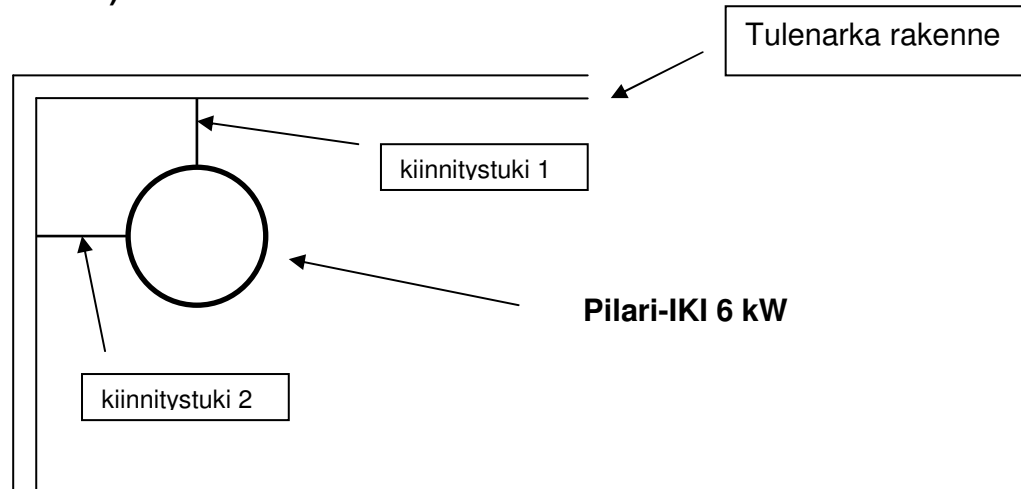 Tulenarka rakenne
kiinnitystuki 1
Pilari-IKI 6 kW
kiinnitystuki 2